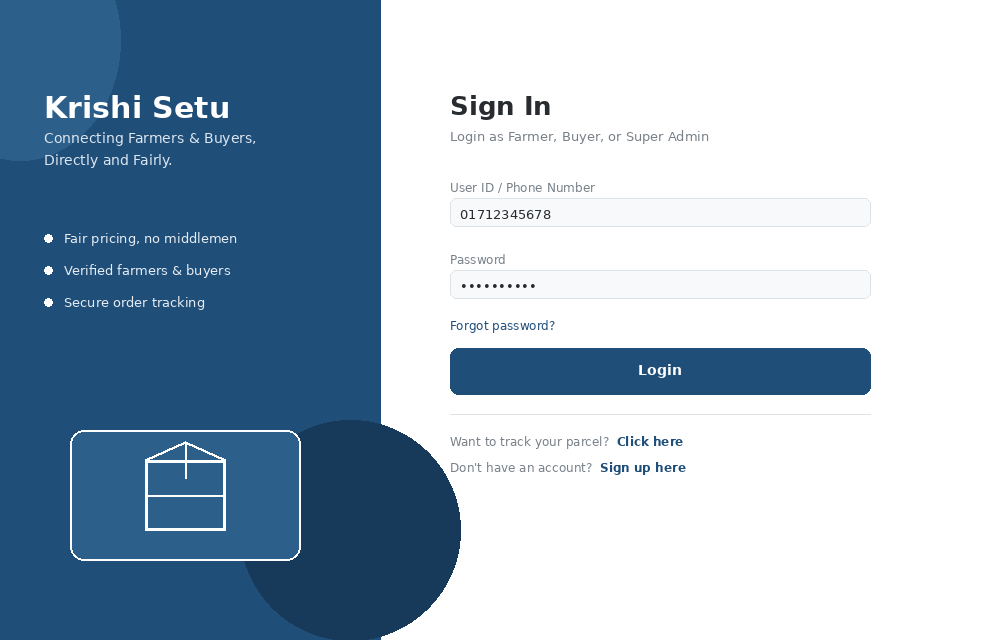 Krishi Setu
Connecting Farmers & Buyers,
Directly and Fairly.
Fair pricing, no middlemen
Verified farmers & buyers
Secure order tracking
Sign In
Login as Farmer, Buyer, or Super Admin
User ID / Phone Number
01712345678
Password
••••••••••
Forgot password?
Login
Want to track your parcel? Click here
Don't have an account? Sign up here